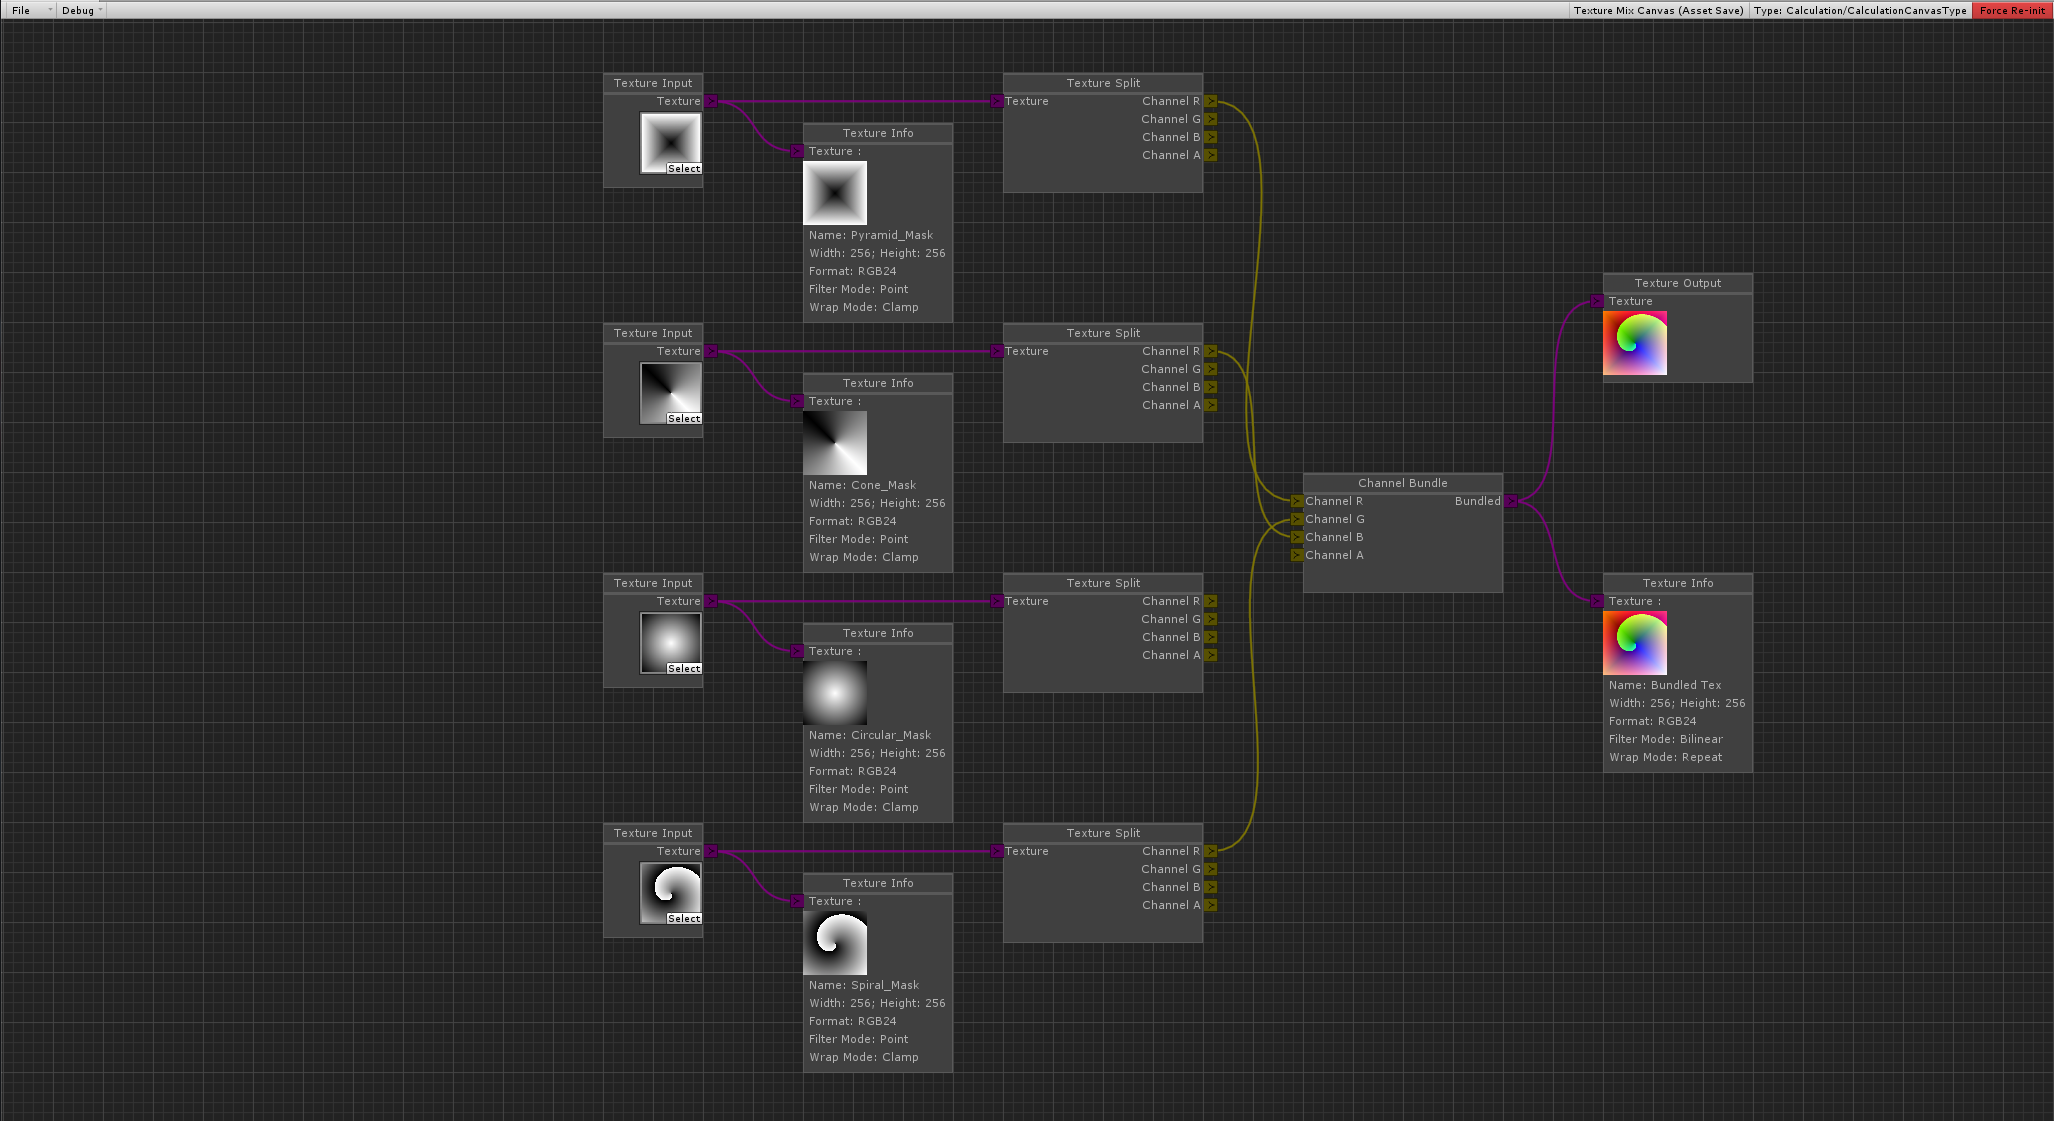 File
Debug
Texture Mix Canvas (Asset Save)
Type: Calculation/CalculationCanvasType
Force Re-init
Texture Input
Texture
Select
Texture Info
Texture :
Name: Pyramid_Mask
Width: 256; Height: 256
Format: RGB24
Filter Mode: Point
Wrap Mode: Clamp
Texture Split
Texture
Channel R
Channel G
Channel B
Channel A
Texture Input
Texture
Select
Texture Info
Texture :
Name: Cone_Mask
Width: 256; Height: 256
Format: RGB24
Filter Mode: Point
Wrap Mode: Clamp
Texture Split
Texture
Channel R
Channel G
Channel B
Channel A
Texture Input
Texture
Select
Texture Info
Texture :
Name: Circular_Mask
Width: 256; Height: 256
Format: RGB24
Filter Mode: Point
Wrap Mode: Clamp
Texture Split
Texture
Channel R
Channel G
Channel B
Channel A
Texture Input
Texture
Select
Texture Info
Texture :
Name: Spiral_Mask
Width: 256; Height: 256
Format: RGB24
Filter Mode: Point
Wrap Mode: Clamp
Texture Split
Texture
Channel R
Channel G
Channel B
Channel A
Channel Bundle
Channel R
Bundled
Channel G
Channel B
Channel A
Texture Output
Texture
Texture Info
Texture :
Name: Bundled Tex
Width: 256; Height: 256
Format: RGB24
Filter Mode: Bilinear
Wrap Mode: Repeat